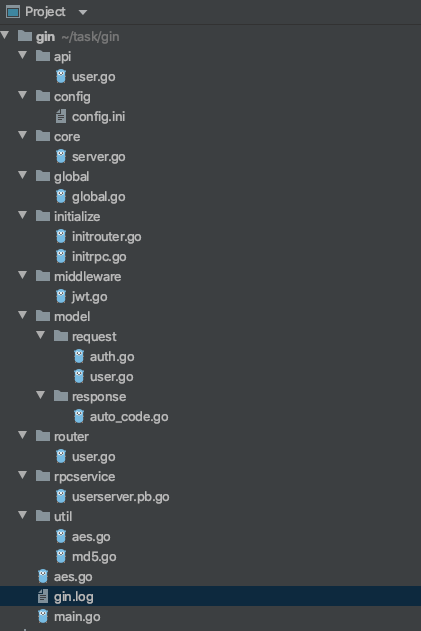 Project
gin ~/task/gin
api
user.go
config
config.ini
core
server.go
global
global.go
initialize
initrouter.go
initrpc.go
middleware
jwt.go
model
request
auth.go
user.go
response
auto_code.go
router
user.go
rpcservice
userserver.pb.go
util
aes.go
md5.go
aes.go
gin.log
main.go